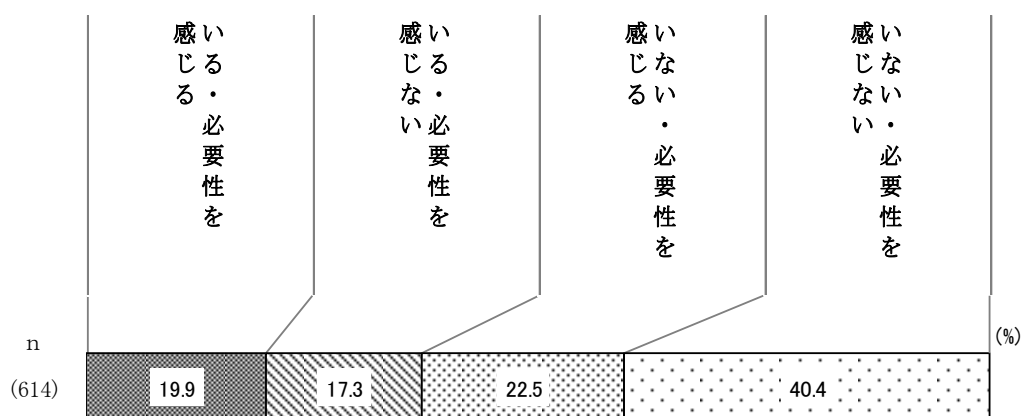 いる・必要性を
感じる
いる・必要性を
感じない
いない・必要性を
感じる
いない・必要性を
感じない
(%)
n
(614)
19.9
17.3
22.5
40.4